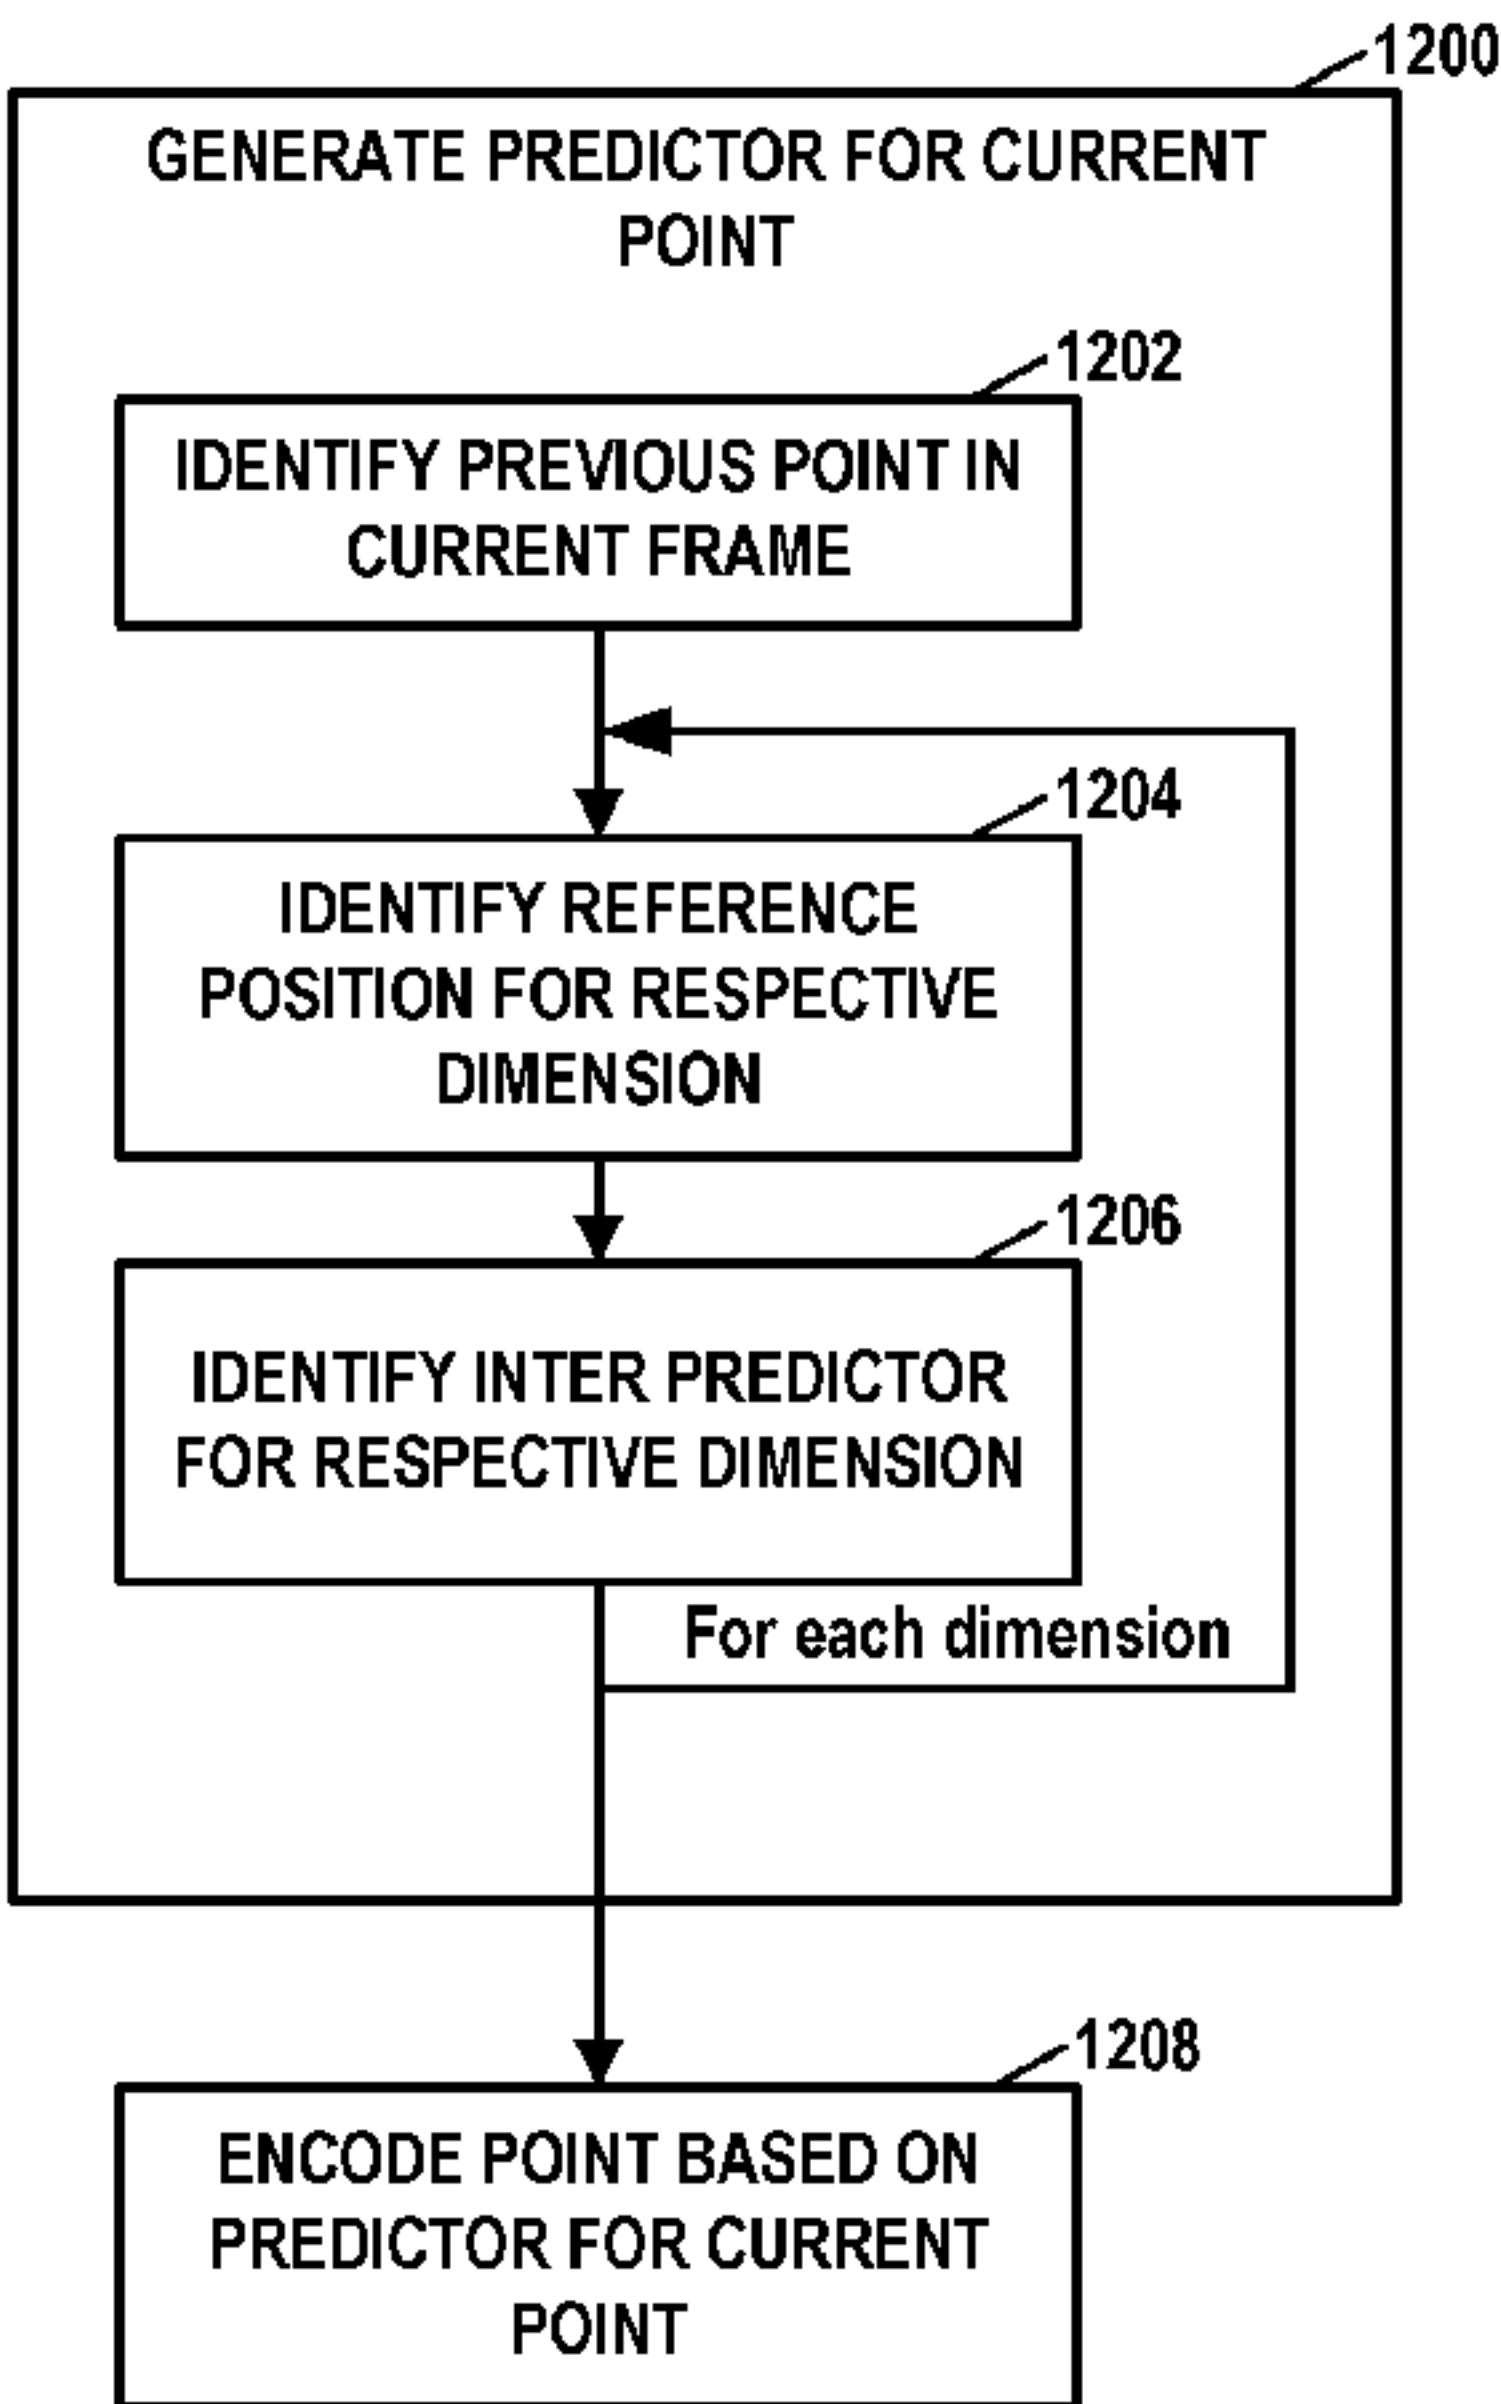 1200
GENERATE PREDICTOR FOR CURRENT
POINT
1202
IDENTIFY PREVIOUS POINT IN
CURRENT FRAME
1204
IDENTIFY REFERENCE
POSITION FOR RESPECTIVE
DIMENSION
1206
IDENTIFY INTER PREDICTOR
FOR RESPECTIVE DIMENSION
For each dimension
1208
ENCODE POINT BASED ON
PREDICTOR FOR CURRENT
POINT